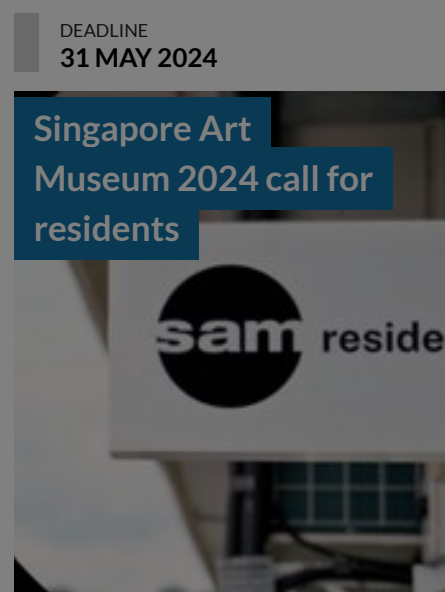 DEADLINE
31 MAY 2024
Singapore Art
Museum 2024 call for
residents
sam reside